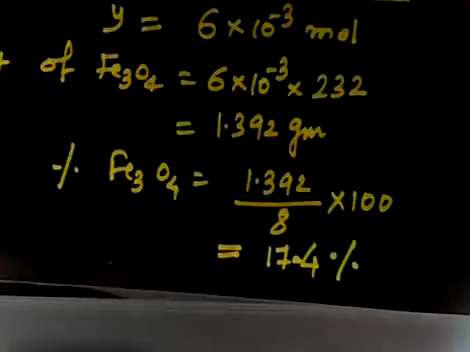 y = 6×10⁻³ mol
of Fe₃O₄ = 6×10⁻³ × 232
= 1.392 gm
% Fe₃O₄ = 1.392/8 ×100
= 17.4 %